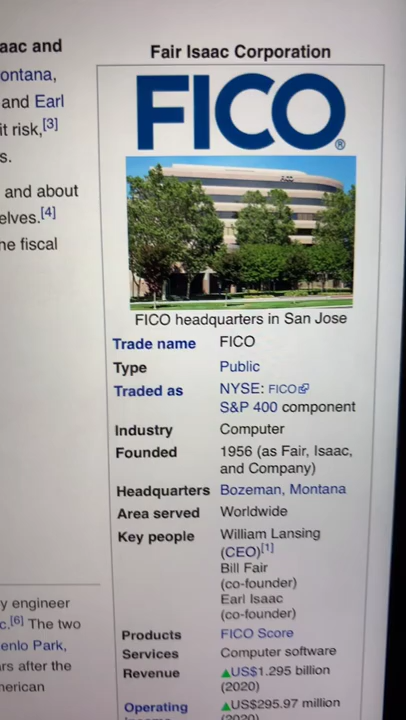 aac and
ontana,
and Earl
it risk,[3]
s.
and about
elves.[4]
ne fiscal
y engineer
c.[6] The two
enlo Park,
rs after the
nerican
Fair Isaac Corporation
FICO®
FICO headquarters in San Jose
Trade name FICO
Type Public
Traded as NYSE: FICO
S&P 400 component
Industry Computer
Founded 1956 (as Fair, Isaac,
and Company)
Headquarters Bozeman, Montana
Area served Worldwide
Key people William Lansing
(CEO)[1]
Bill Fair
(co-founder)
Earl Isaac
(co-founder)
Products FICO Score
Services Computer software
Revenue ▲US$1.295 billion
(2020)
Operating ▲US$295.97 million
(2020)